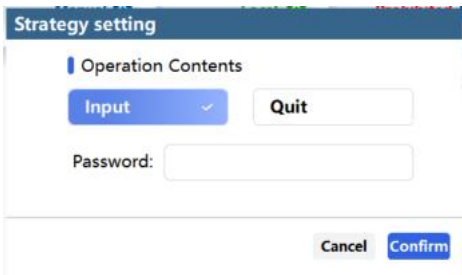 Strategy setting
Operation Contents
Input
Quit
Password:
Cancel
Confirm